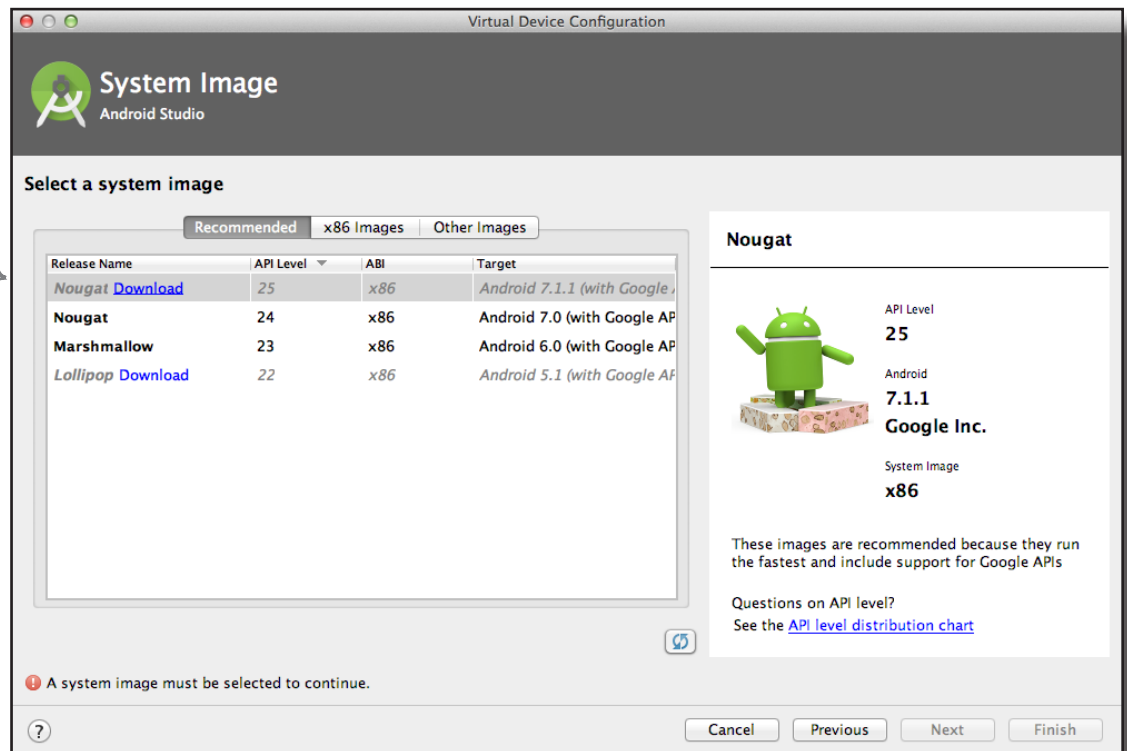 Virtual Device Configuration
System Image
Android Studio
Select a system image
Recommended x86 Images Other Images
Release Name API Level ABI Target
Nougat Download 25 x86 Android 7.1.1 (with Google
Nougat 24 x86 Android 7.0 (with Google AP
Marshmallow 23 x86 Android 6.0 (with Google AP
Lollipop Download 22 x86 Android 5.1 (with Google AP
Nougat
API Level
25
Android
7.1.1
Google Inc.
System Image
x86
These images are recommended because they run
the fastest and include support for Google APIs
Questions on API level?
See the API level distribution chart
! A system image must be selected to continue.
? Cancel Previous Next Finish